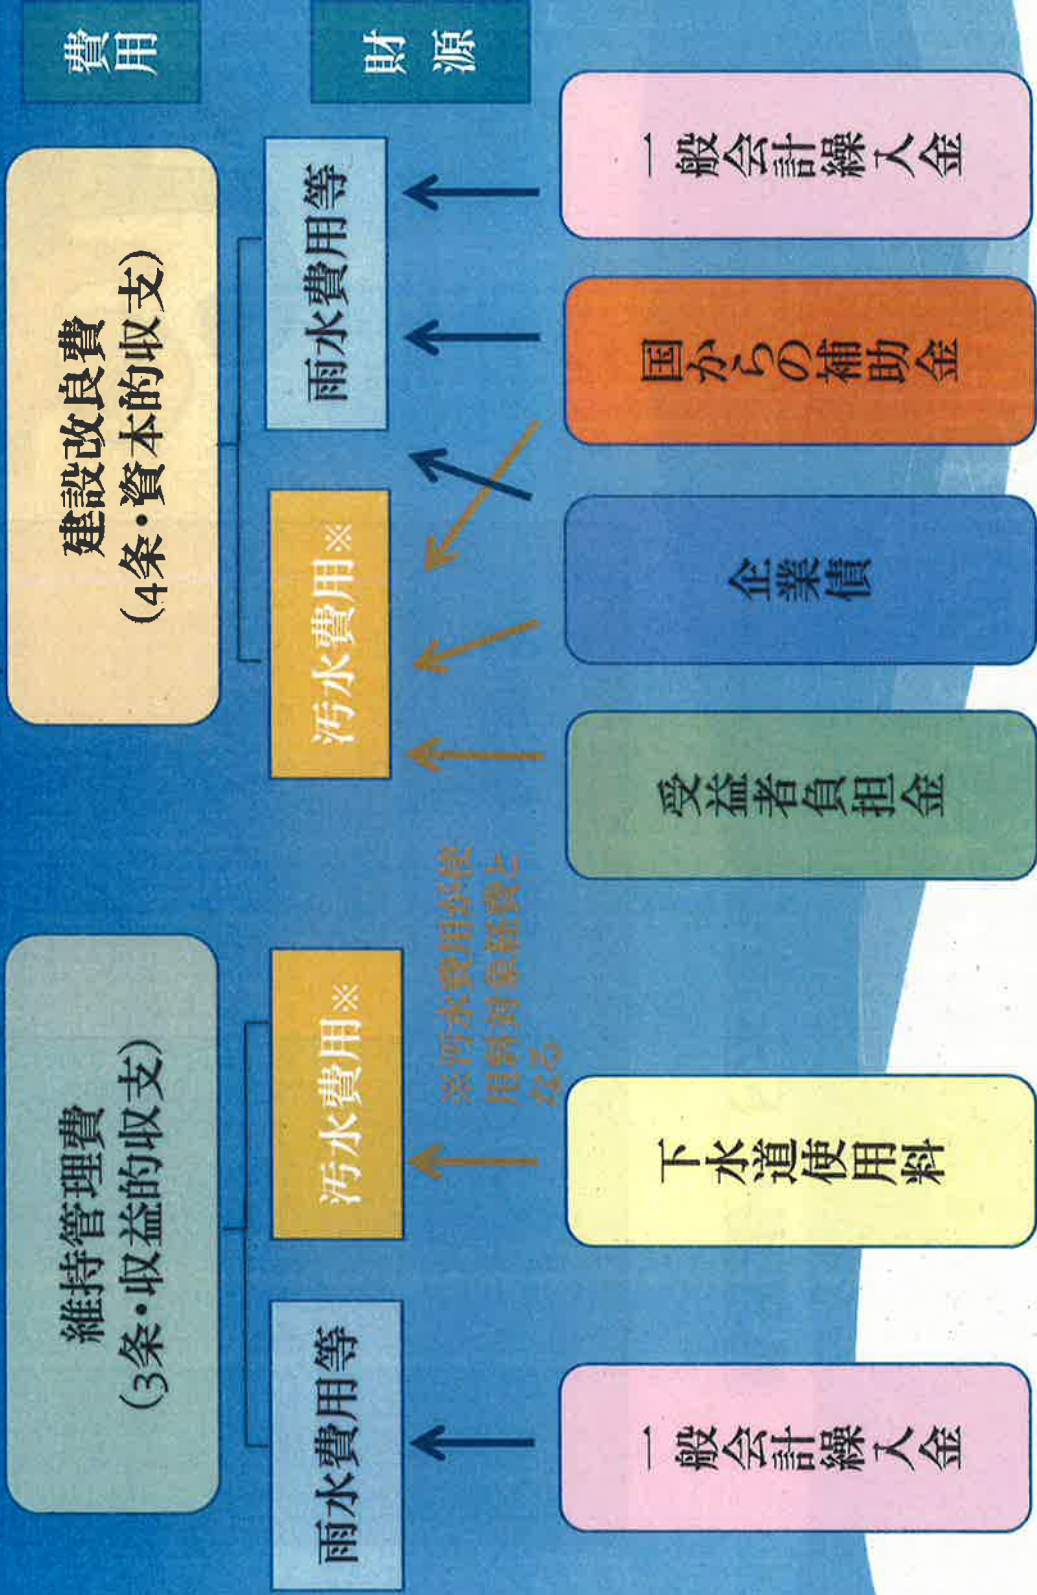 費用
財源
維持管理費
(3条・収益的収支)
建設改良費
(4条・資本的収支)
雨水費用等
汚水費用※
汚水費用※
雨水費用等
※汚水費用が使
用料対象経費と
なる
一般会計繰入金
下水道使用料
受益者負担金
企業債
国からの補助金
一般会計繰入金